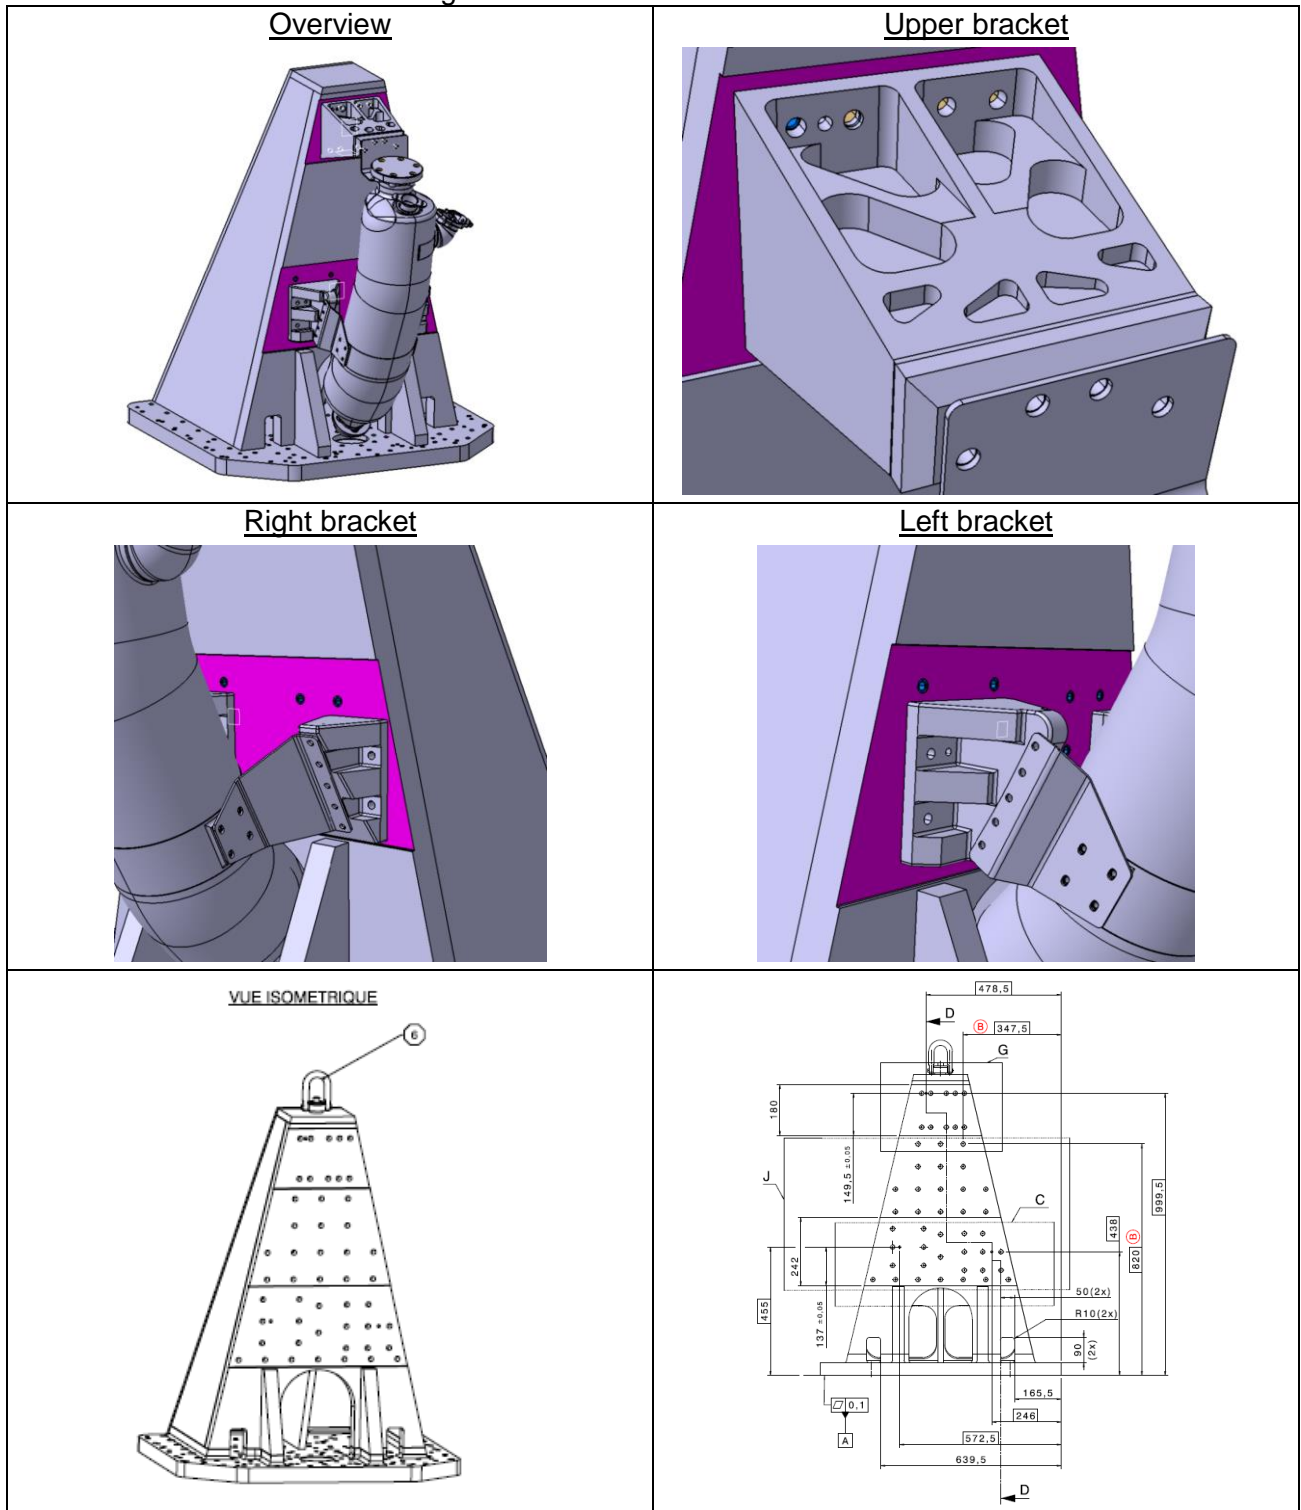 Overview
Upper bracket
Right bracket
Left bracket
VUE ISOMETRIQUE
6
478,5
D
B 347,5
G
180
149,5 ±0,05
J
C
999,5
438
820 B
242
455
137 ±0,05
50(2x)
R10(2x)
90
(2x)
165,5
0,1
246
A
572,5
639,5
D